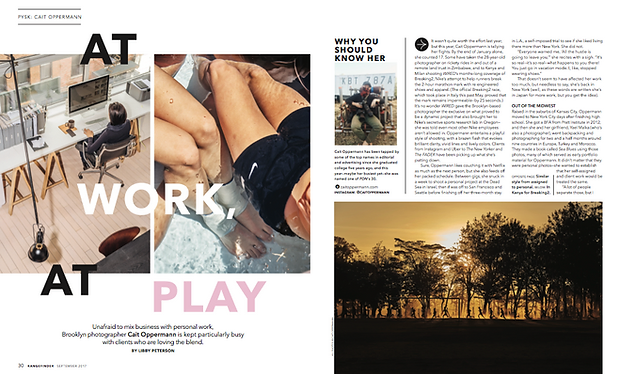 PYSK: CAIT OPPERMANN
AT
WORK,
AT
PLAY
Unafraid to mix business with personal work,
Brooklyn photographer Cait Oppermann is kept particularly busy
with clients who are loving the blend.
BY LIBBY PETERSON
30 RANGEFINDER SEPTEMBER 2017
WHY YOU
SHOULD
KNOW HER
Cait Oppermann has been tapped by
some of the top names in editorial
and advertising since she graduated
college five years ago, and this
year, maybe her busiest yet, she was
named one of PDN's 30.
caitoppermann.com
INSTAGRAM: @CAITOPPERMANN
It wasn't quite worth the effort last year,
but this year, Cait Oppermann is tallying
her flights. By the end of January alone,
she counted 17. Some have taken the 28-year-old
photographer on
remote land trust in Zimbabwe, and to Kenya and
Milan shooting WIRED's months-long coverage of
Breaking2, Nike's attempt to help runners break
the 2-hour marathon mark with re-engineered
shoes and apparel. (The official Breaking2 race,
which took place in Italy this past May, proved that
the mark remains impermeable—by 25 seconds.)
It's no wonder WIRED gave the Brooklyn-based
photographer the exclusive on what proved to
be a dynamic project that also brought her to
Nike's secretive sports research lab in Oregon—
she was told even most other Nike employees
aren't allowed in. Oppermann entertains a playful
style of shooting, with a breezy flash that evokes
brilliant clarity, vivid lines and lively colors. Clients
from Instagram and Uber to The New Yorker and
The FADER have been picking up what she's
putting down.
Sure, Oppermann likes couching it with Netflix
as much as the next person, but she also feeds off
her packed schedule. Between gigs, she snuck in
a week to shoot a personal project at the Dead
Sea in Israel; then it was off to San Francisco and
Seattle before finishing off her three-month stay
in L.A., a self-imposed trial to see if she liked living
there more than New York. She did not.
"Everyone warned me: All the hustle is
going to leave you," she recites with a sigh. "It's
so real—it's so real what happens to you there!
You just go in vacation mode. I, like, stopped
wearing shoes."
That doesn't seem to have affected her work
too much, but needless to say, she's back in
New York (well, as these words are written she's
in Japan for more work, but you get the idea).
OUT OF THE MIDWEST
Raised in the suburbs of Kansas City, Oppermann
moved to New York City days after finishing high
school. She got a BFA from Pratt Institute in 2012,
and then she and her girlfriend,
also a photographer), went backpacking and
photographing for two and a half months around
nine countries in Europe, Turkey and Morocco.
They made a book called See Blues using those
photos, many of which served as early portfolio
material for Oppermann. It didn't matter that they
were personal photos she wanted to establish
that her self-assigned
and client work would be
treated the same.
"A lot of people
separate those, but I
OPPOSITE PAGE: Similar
style from assigned
to personal.
in Kenya for Breaking2.